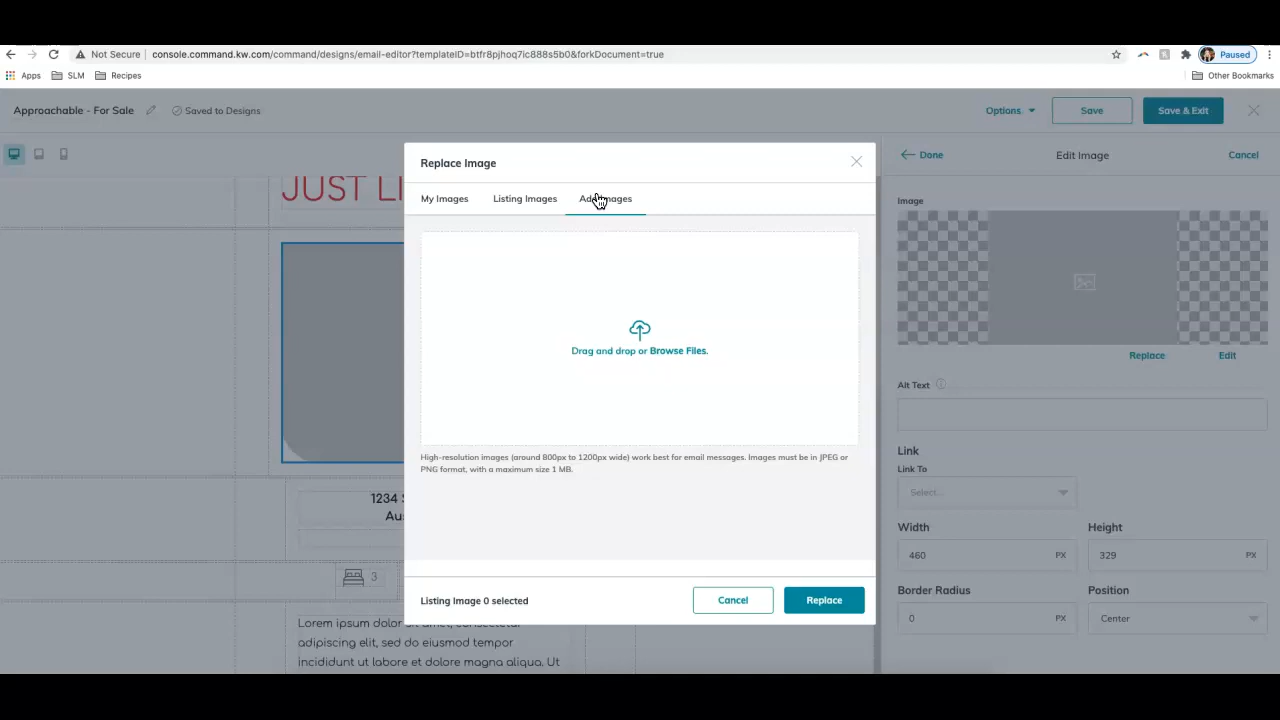 Not Secure console.command.kw.com/command/designs/email-editor?templateID=btfr8pjhoq7ic888s5b0&forkDocument=true
Paused
Apps SLM Recipes Other Bookmarks
Approachable - For Sale Saved to Designs Options Save Save & Exit
Replace Image
Done Edit Image Cancel
JUST LI
My Images Listing Images Add Images
Image
Drag and drop or Browse Files.
Replace Edit
Alt Text
High-resolution images (around 800px to 1200px wide) work best for email messages. Images must be in JPEG or
PNG format, with a maximum size 1 MB.
Link
Link To
Select...
1234 S
Au
Width Height
460 PX 329 PX
3
Border Radius Position
Listing Image 0 selected Cancel Replace
0 PX Center
Lorem ipsum dolor sit amet, consectetur
adipiscing elit, sed do eiusmod tempor
incididunt ut labore et dolore magna aliqua. Ut